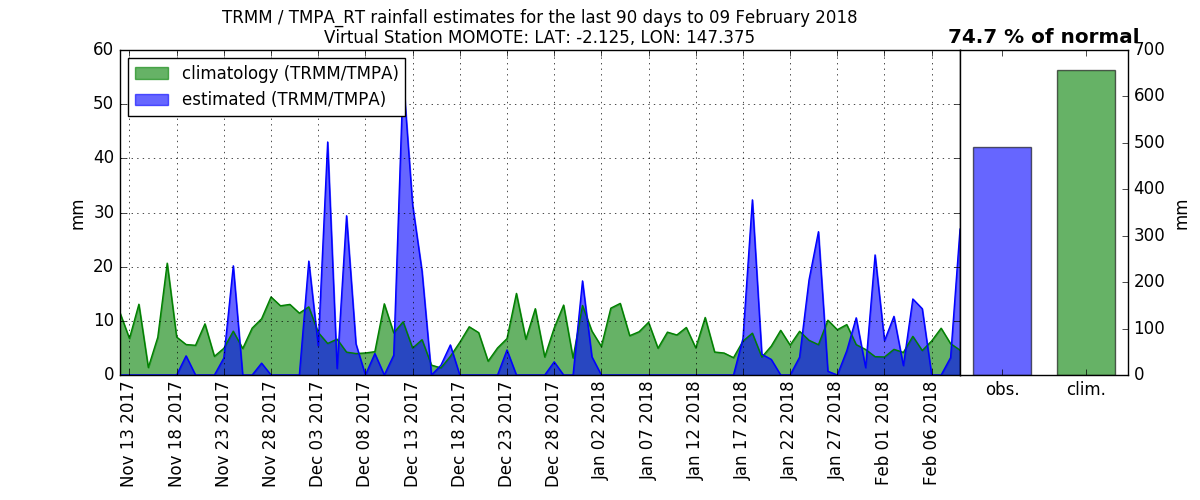 TRMM / TMPA_RT rainfall estimates for the last 90 days to 09 February 2018
Virtual Station MOMOTE: LAT: -2.125, LON: 147.375
74.7 % of normal
climatology (TRMM/TMPA)
estimated (TRMM/TMPA)
mm
60
50
40
30
20
10
0
Nov 13 2017
Nov 18 2017
Nov 23 2017
Nov 28 2017
Dec 03 2017
Dec 08 2017
Dec 13 2017
Dec 18 2017
Dec 23 2017
Dec 28 2017
Jan 02 2018
Jan 07 2018
Jan 12 2018
Jan 17 2018
Jan 22 2018
Jan 27 2018
Feb 01 2018
Feb 06 2018
obs.
clim.
700
600
500
400
300
200
100
0
mm